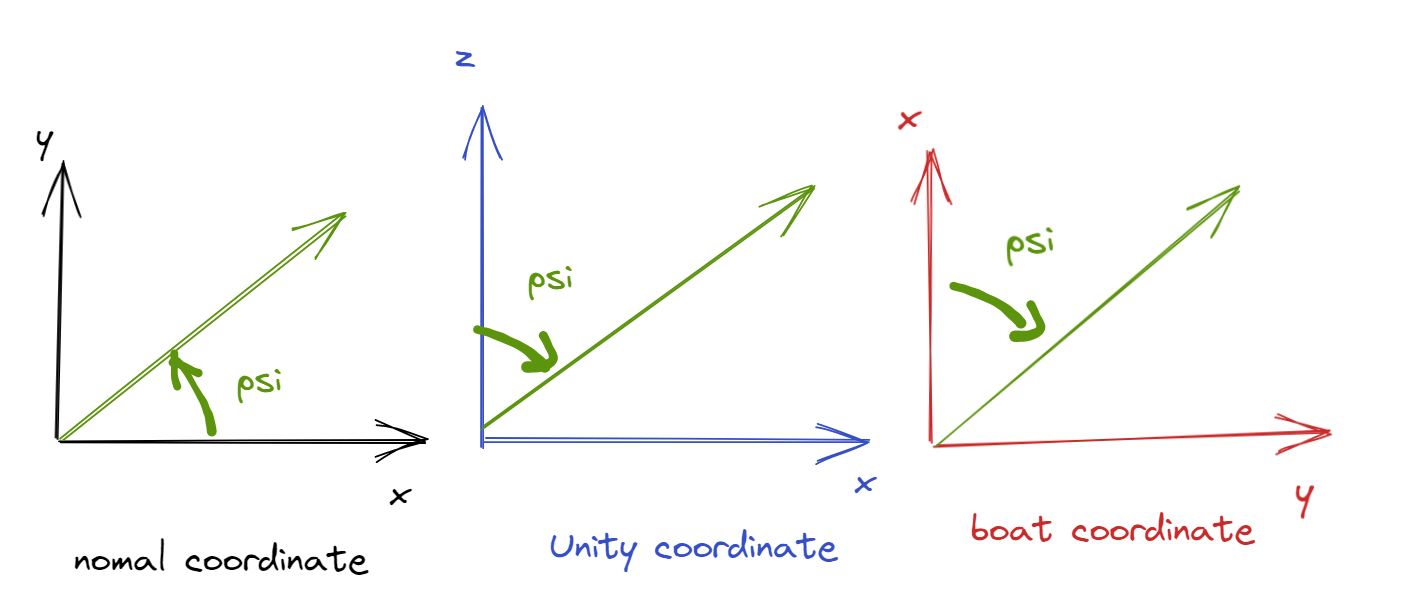 y
psi
x
nomal coordinate
z
psi
x
Unity coordinate
x
psi
y
boat coordinate